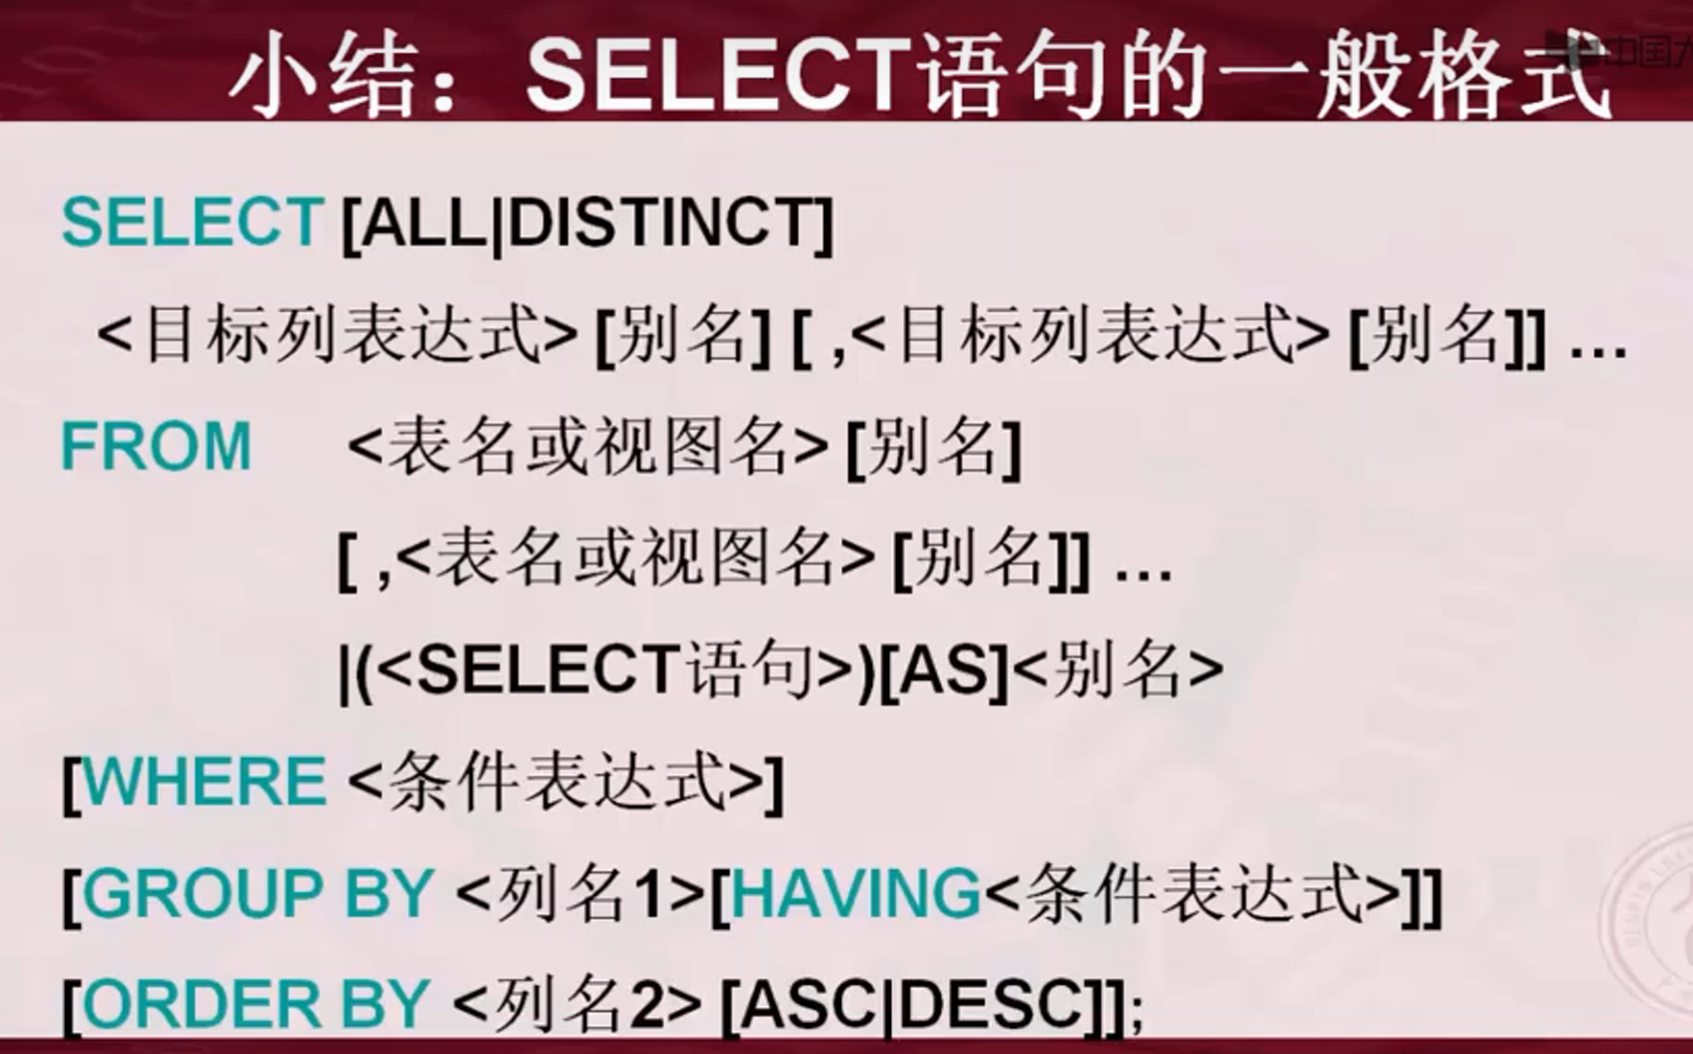 小结：SELECT语句的一般格式
中国大
SELECT [ALL|DISTINCT]
<目标列表达式> [别名] [ ,<目标列表达式> [别名]] …
FROM <表名或视图名> [别名]
[ ,<表名或视图名> [别名]] …
|(<SELECT语句>)[AS]<别名>
[WHERE <条件表达式>]
[GROUP BY <列名1>[HAVING<条件表达式>]]
[ORDER BY <列名2> [ASC|DESC]];